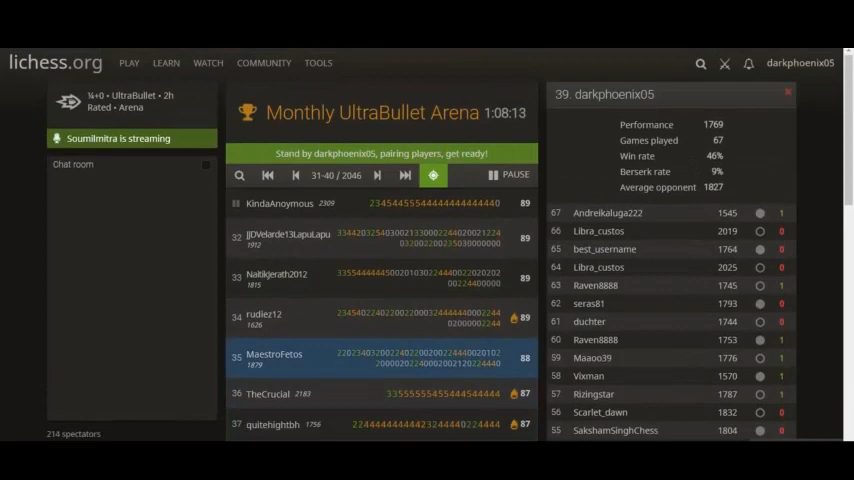 lichess.org PLAY LEARN WATCH COMMUNITY TOOLS darkphoenix05
¼+0 • UltraBullet • 2h
Rated • Arena
Soumilmitra is streaming
Chat room
214 spectators
Monthly UltraBullet Arena 1:08:13
Stand by darkphoenix05, pairing players, get ready!
31-40 / 2046 PAUSE
KindaAnoymous 2309 89
32 JJDVelarde13LapuLapu 1912 89
33 Naitikjerath2012 1815 89
34 rudiez12 1626 89
35 MaestroFetos 1879 88
36 TheCrucial 2183 87
37 quitehightbh 1756 87
39. darkphoenix05
Performance 1769
Games played 67
Win rate 46%
Berserk rate 9%
Average opponent 1827
67 Andreikaluga222 1545 1
66 Libra_custos 2019 0
65 best_username 1764 0
64 Libra_custos 2025 0
63 Raven8888 1745 1
62 seras81 1793 0
61 duchter 1744 0
60 Raven8888 1753 1
59 Maaoo39 1776 1
58 Vixman 1570 1
57 Rizingstar 1787 1
56 Scarlet_dawn 1832 0
55 SakshamSinghChess 1804 0